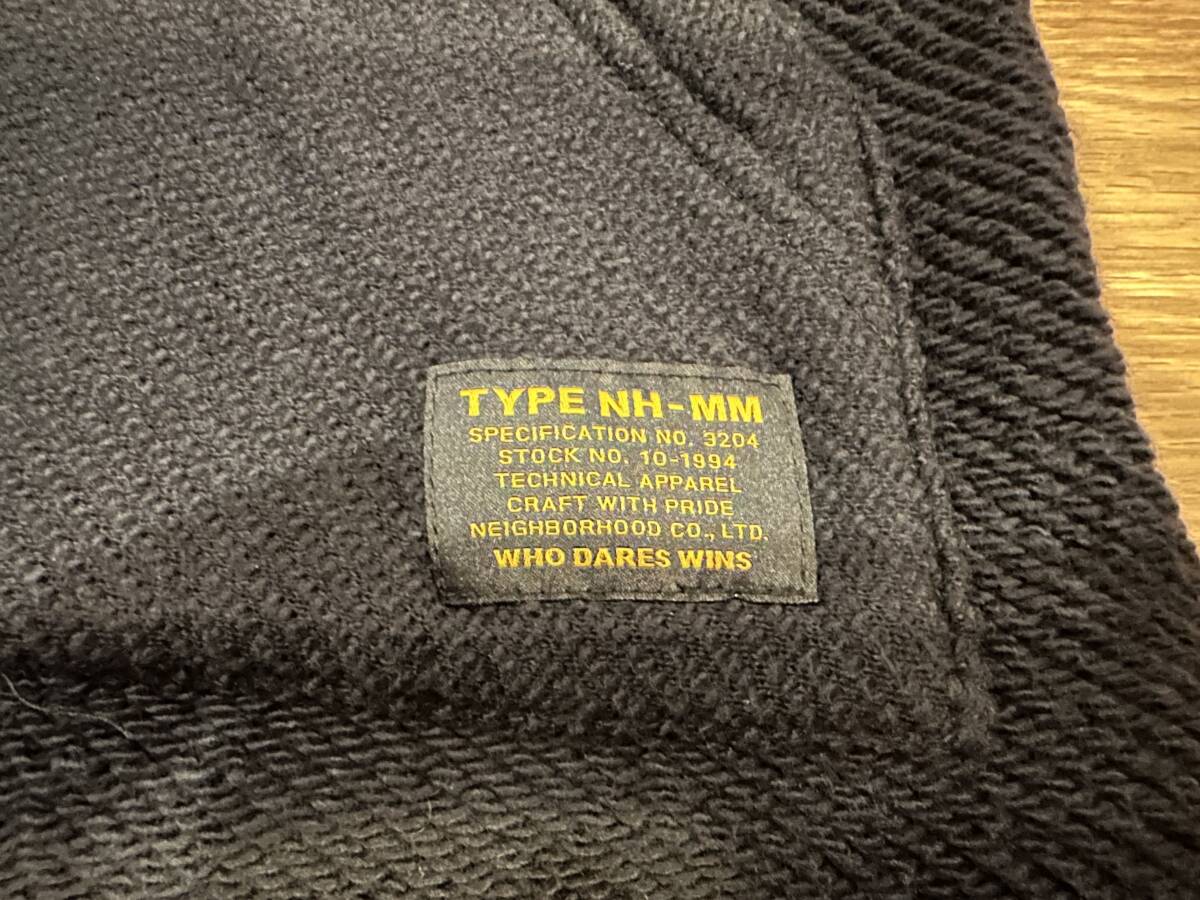 TYPE NH-MM
SPECIFICATION NO. 3204
STOCK NO. 10-1994
TECHNICAL APPAREL
CRAFT WITH PRIDE
NEIGHBORHOOD CO., LTD.
WHO DARES WINS